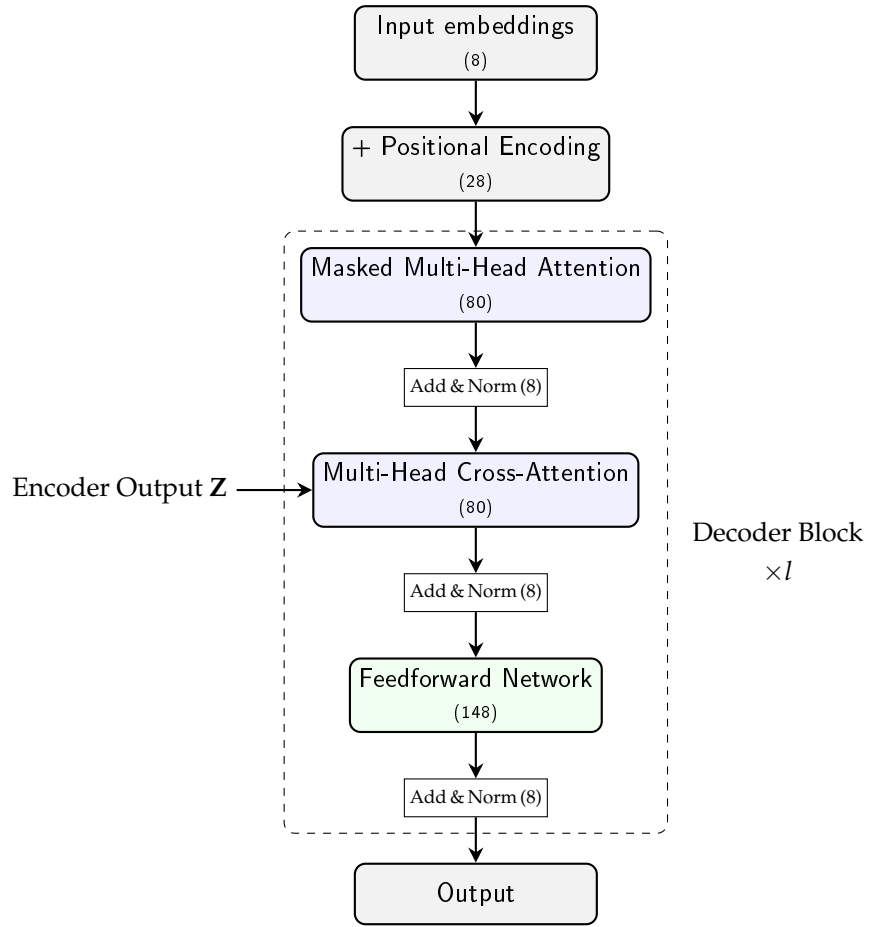 Input embeddings
(8)
+ Positional Encoding
(28)
Masked Multi-Head Attention
(80)
Add & Norm (8)
Multi-Head Cross-Attention
(80)
Encoder Output Z
Add & Norm (8)
Decoder Block
×l
Feedforward Network
(148)
Add & Norm (8)
Output